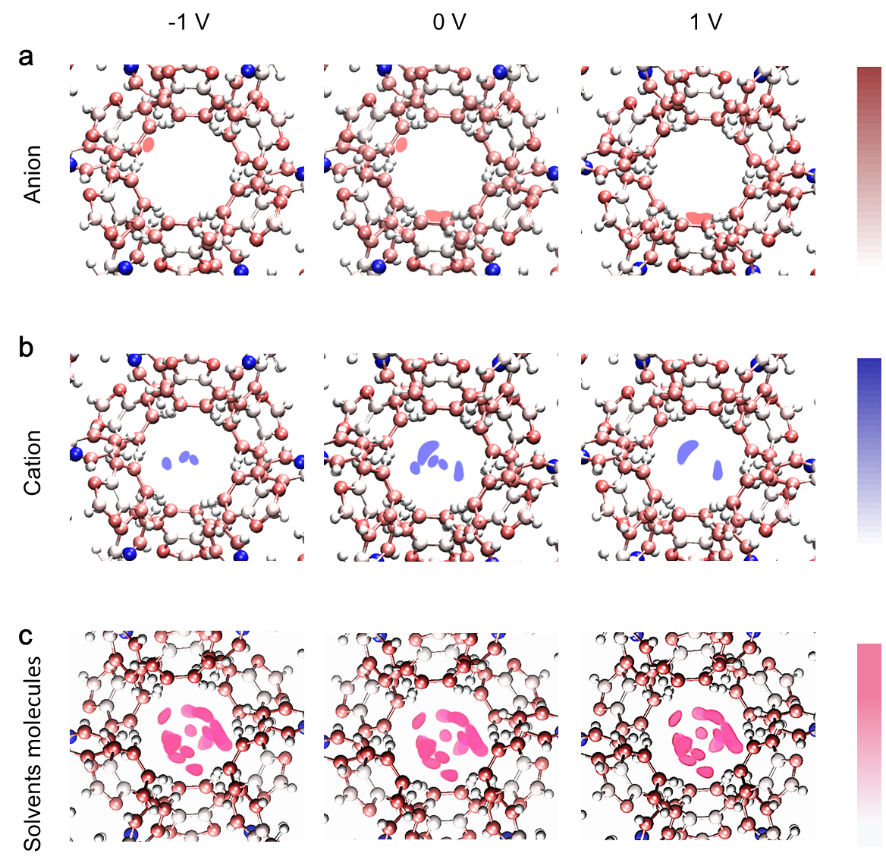 -1 V
0 V
1 V
a
Anion
b
Cation
c
Solvents molecules